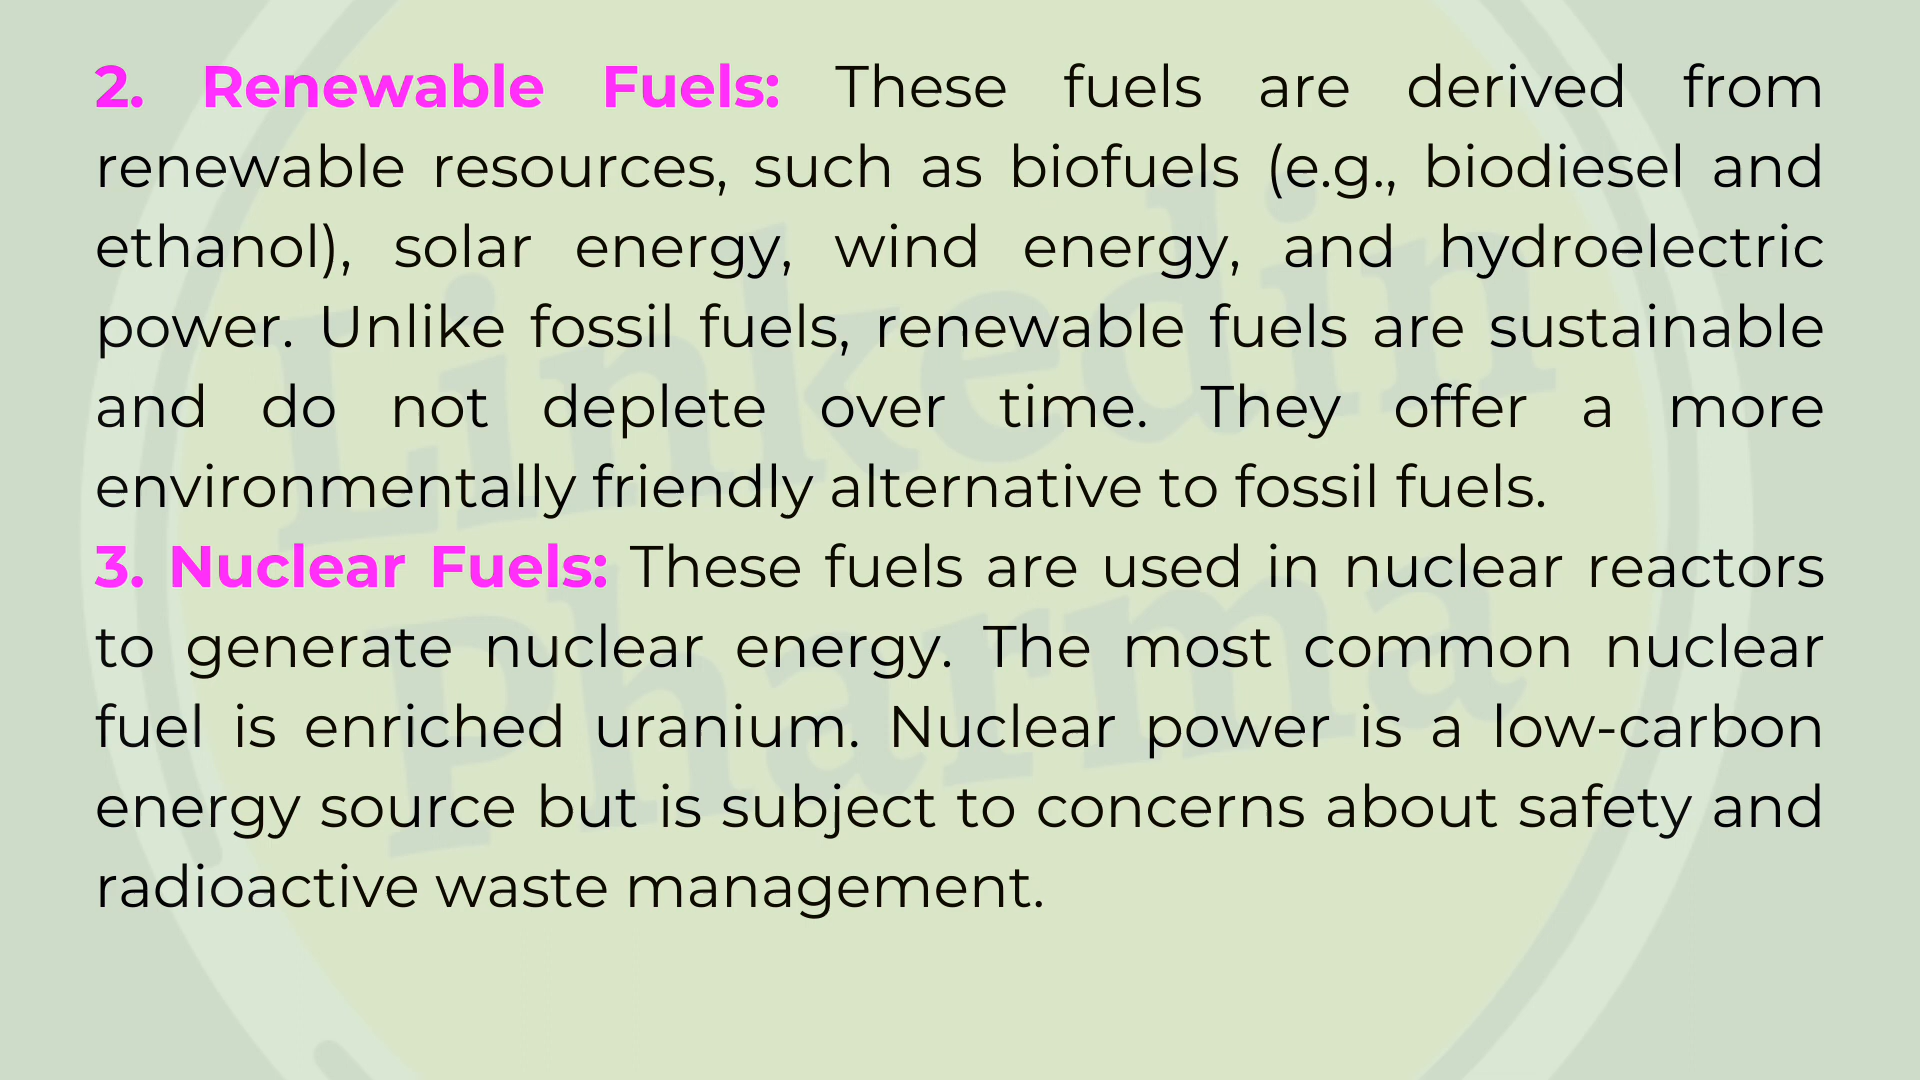 2. Renewable Fuels: These fuels are derived from
renewable resources, such as biofuels (e.g., biodiesel and
ethanol), solar energy, wind energy, and hydroelectric
power. Unlike fossil fuels, renewable fuels are sustainable
and do not deplete over time. They offer a more
environmentally friendly alternative to fossil fuels.
3. Nuclear Fuels: These fuels are used in nuclear reactors
to generate nuclear energy. The most common nuclear
fuel is enriched uranium. Nuclear power is a low-carbon
energy source but is subject to concerns about safety and
radioactive waste management.
Linkedin
Pharma